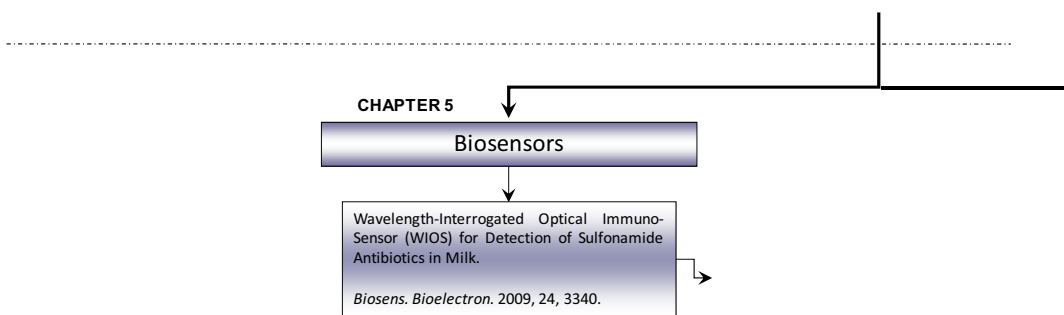 CHAPTER 5
Biosensors
Wavelength-Interrogated Optical Immuno-
Sensor (WIOS) for Detection of Sulfonamide
Antibiotics in Milk.
Biosens. Bioelectron. 2009, 24, 3340.